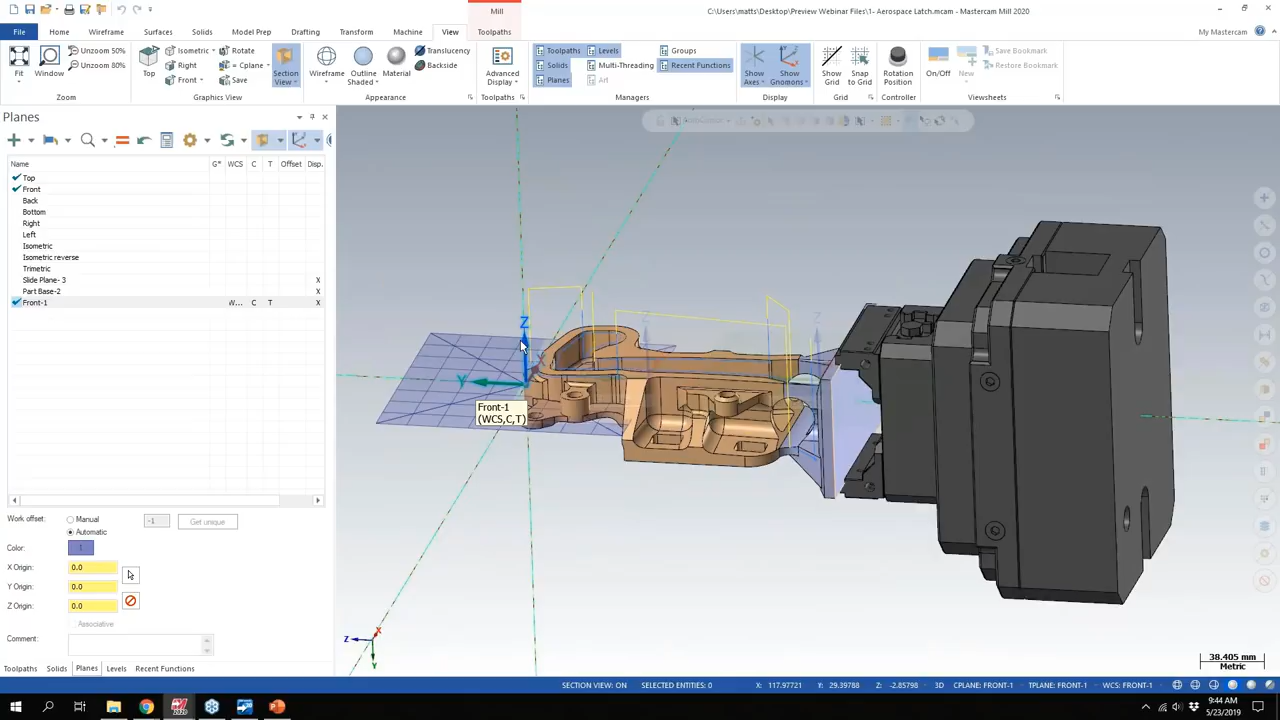 Mill
C:\Users\matts\Desktop\Preview Webinar Files\1- Aerospace Latch.mcam - Mastercam Mill 2020
File Home Wireframe Surfaces Solids Model Prep Drafting Transform Machine View Toolpaths
My Mastercam
Fit
Window
Unzoom 50%
Unzoom 80%
Zoom
Top
Isometric
Right
Front
Rotate
= Cplane
Save
Section
View
Graphics View
Wireframe
Outline
Shaded
Material
Translucency
Backside
Appearance
Advanced
Display
Toolpaths
Toolpaths
Solids
Planes
Levels
Multi-Threading
Art
Groups
Recent Functions
Managers
Show
Axes
Show
Gnomons
Display
Show
Grid
Snap
to Grid
Grid
Rotation
Position
Controller
On/Off
New
Save Bookmark
Restore Bookmark
Viewsheets
Planes
Name G* WCS C T Offset Disp.
Top
Front
Back
Bottom
Right
Left
Isometric
Isometric reverse
Trimetric
Slide Plane- 3 X
Part Base-2 X
Front-1 W... C T X
Work offset: Manual -1 Get unique
Automatic
Color: 1
X Origin: 0.0
Y Origin: 0.0
Z Origin: 0.0
Associative
Comment:
Toolpaths Solids Planes Levels Recent Functions
Z
Y
Front-1
(WCS,C,T)
Z
X
Y
38.405 mm
Metric
SECTION VIEW: ON SELECTED ENTITIES: 0 X: 117.97721 Y: 29.39788 Z: -2.85798 3D CPLANE: FRONT-1 TPLANE: FRONT-1 WCS: FRONT-1
9:44 AM
5/23/2019